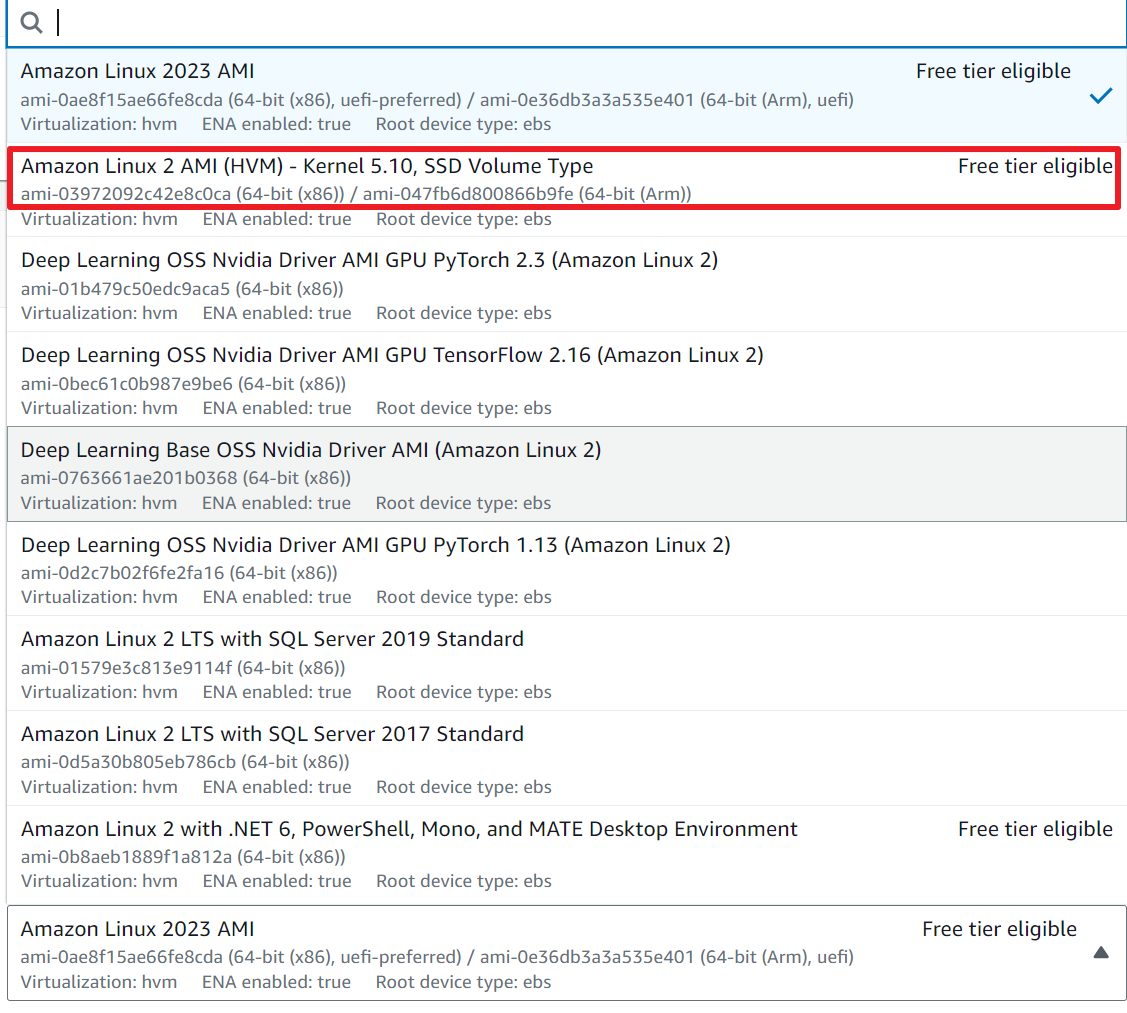 Amazon Linux 2023 AMI Free tier eligible
ami-0ae8f15ae66fe8cda (64-bit (x86), uefi-preferred) / ami-0e36db3a3a535e401 (64-bit (Arm), uefi)
Virtualization: hvm ENA enabled: true Root device type: ebs
Amazon Linux 2 AMI (HVM) - Kernel 5.10, SSD Volume Type Free tier eligible
ami-03972092c42e8c0ca (64-bit (x86)) / ami-047fb6d800866b9fe (64-bit (Arm))
Virtualization: hvm ENA enabled: true Root device type: ebs
Deep Learning OSS Nvidia Driver AMI GPU PyTorch 2.3 (Amazon Linux 2)
ami-01b479c50edc9aca5 (64-bit (x86))
Virtualization: hvm ENA enabled: true Root device type: ebs
Deep Learning OSS Nvidia Driver AMI GPU TensorFlow 2.16 (Amazon Linux 2)
ami-0bec61c0b987e9be6 (64-bit (x86))
Virtualization: hvm ENA enabled: true Root device type: ebs
Deep Learning Base OSS Nvidia Driver AMI (Amazon Linux 2)
ami-0763661ae201b0368 (64-bit (x86))
Virtualization: hvm ENA enabled: true Root device type: ebs
Deep Learning OSS Nvidia Driver AMI GPU PyTorch 1.13 (Amazon Linux 2)
ami-0d2c7b02f6fe2fa16 (64-bit (x86))
Virtualization: hvm ENA enabled: true Root device type: ebs
Amazon Linux 2 LTS with SQL Server 2019 Standard
ami-01579e3c813e9114f (64-bit (x86))
Virtualization: hvm ENA enabled: true Root device type: ebs
Amazon Linux 2 LTS with SQL Server 2017 Standard
ami-0d5a30b805eb786cb (64-bit (x86))
Virtualization: hvm ENA enabled: true Root device type: ebs
Amazon Linux 2 with .NET 6, PowerShell, Mono, and MATE Desktop Environment Free tier eligible
ami-0b8aeb1889f1a812a (64-bit (x86))
Virtualization: hvm ENA enabled: true Root device type: ebs
Amazon Linux 2023 AMI Free tier eligible
ami-0ae8f15ae66fe8cda (64-bit (x86), uefi-preferred) / ami-0e36db3a3a535e401 (64-bit (Arm), uefi)
Virtualization: hvm ENA enabled: true Root device type: ebs